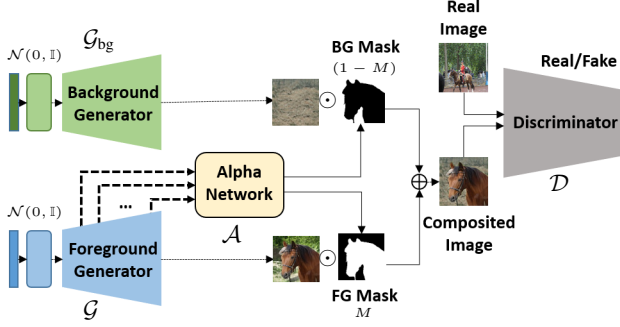 𝒩(0, 𝕀)
𝒢bg
Background
Generator
BG Mask
(1 − M)
⊙
Real
Image
Real/Fake
Discriminator
𝒟
Alpha
Network
𝒜
...
⊕
Composited
Image
𝒩(0, 𝕀)
Foreground
Generator
𝒢
⊙
FG Mask
M